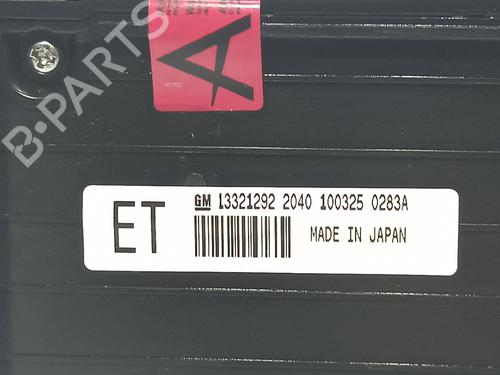 A
B-PARTS
ET
GM 13321292 2040 100325 0283A
MADE IN JAPAN